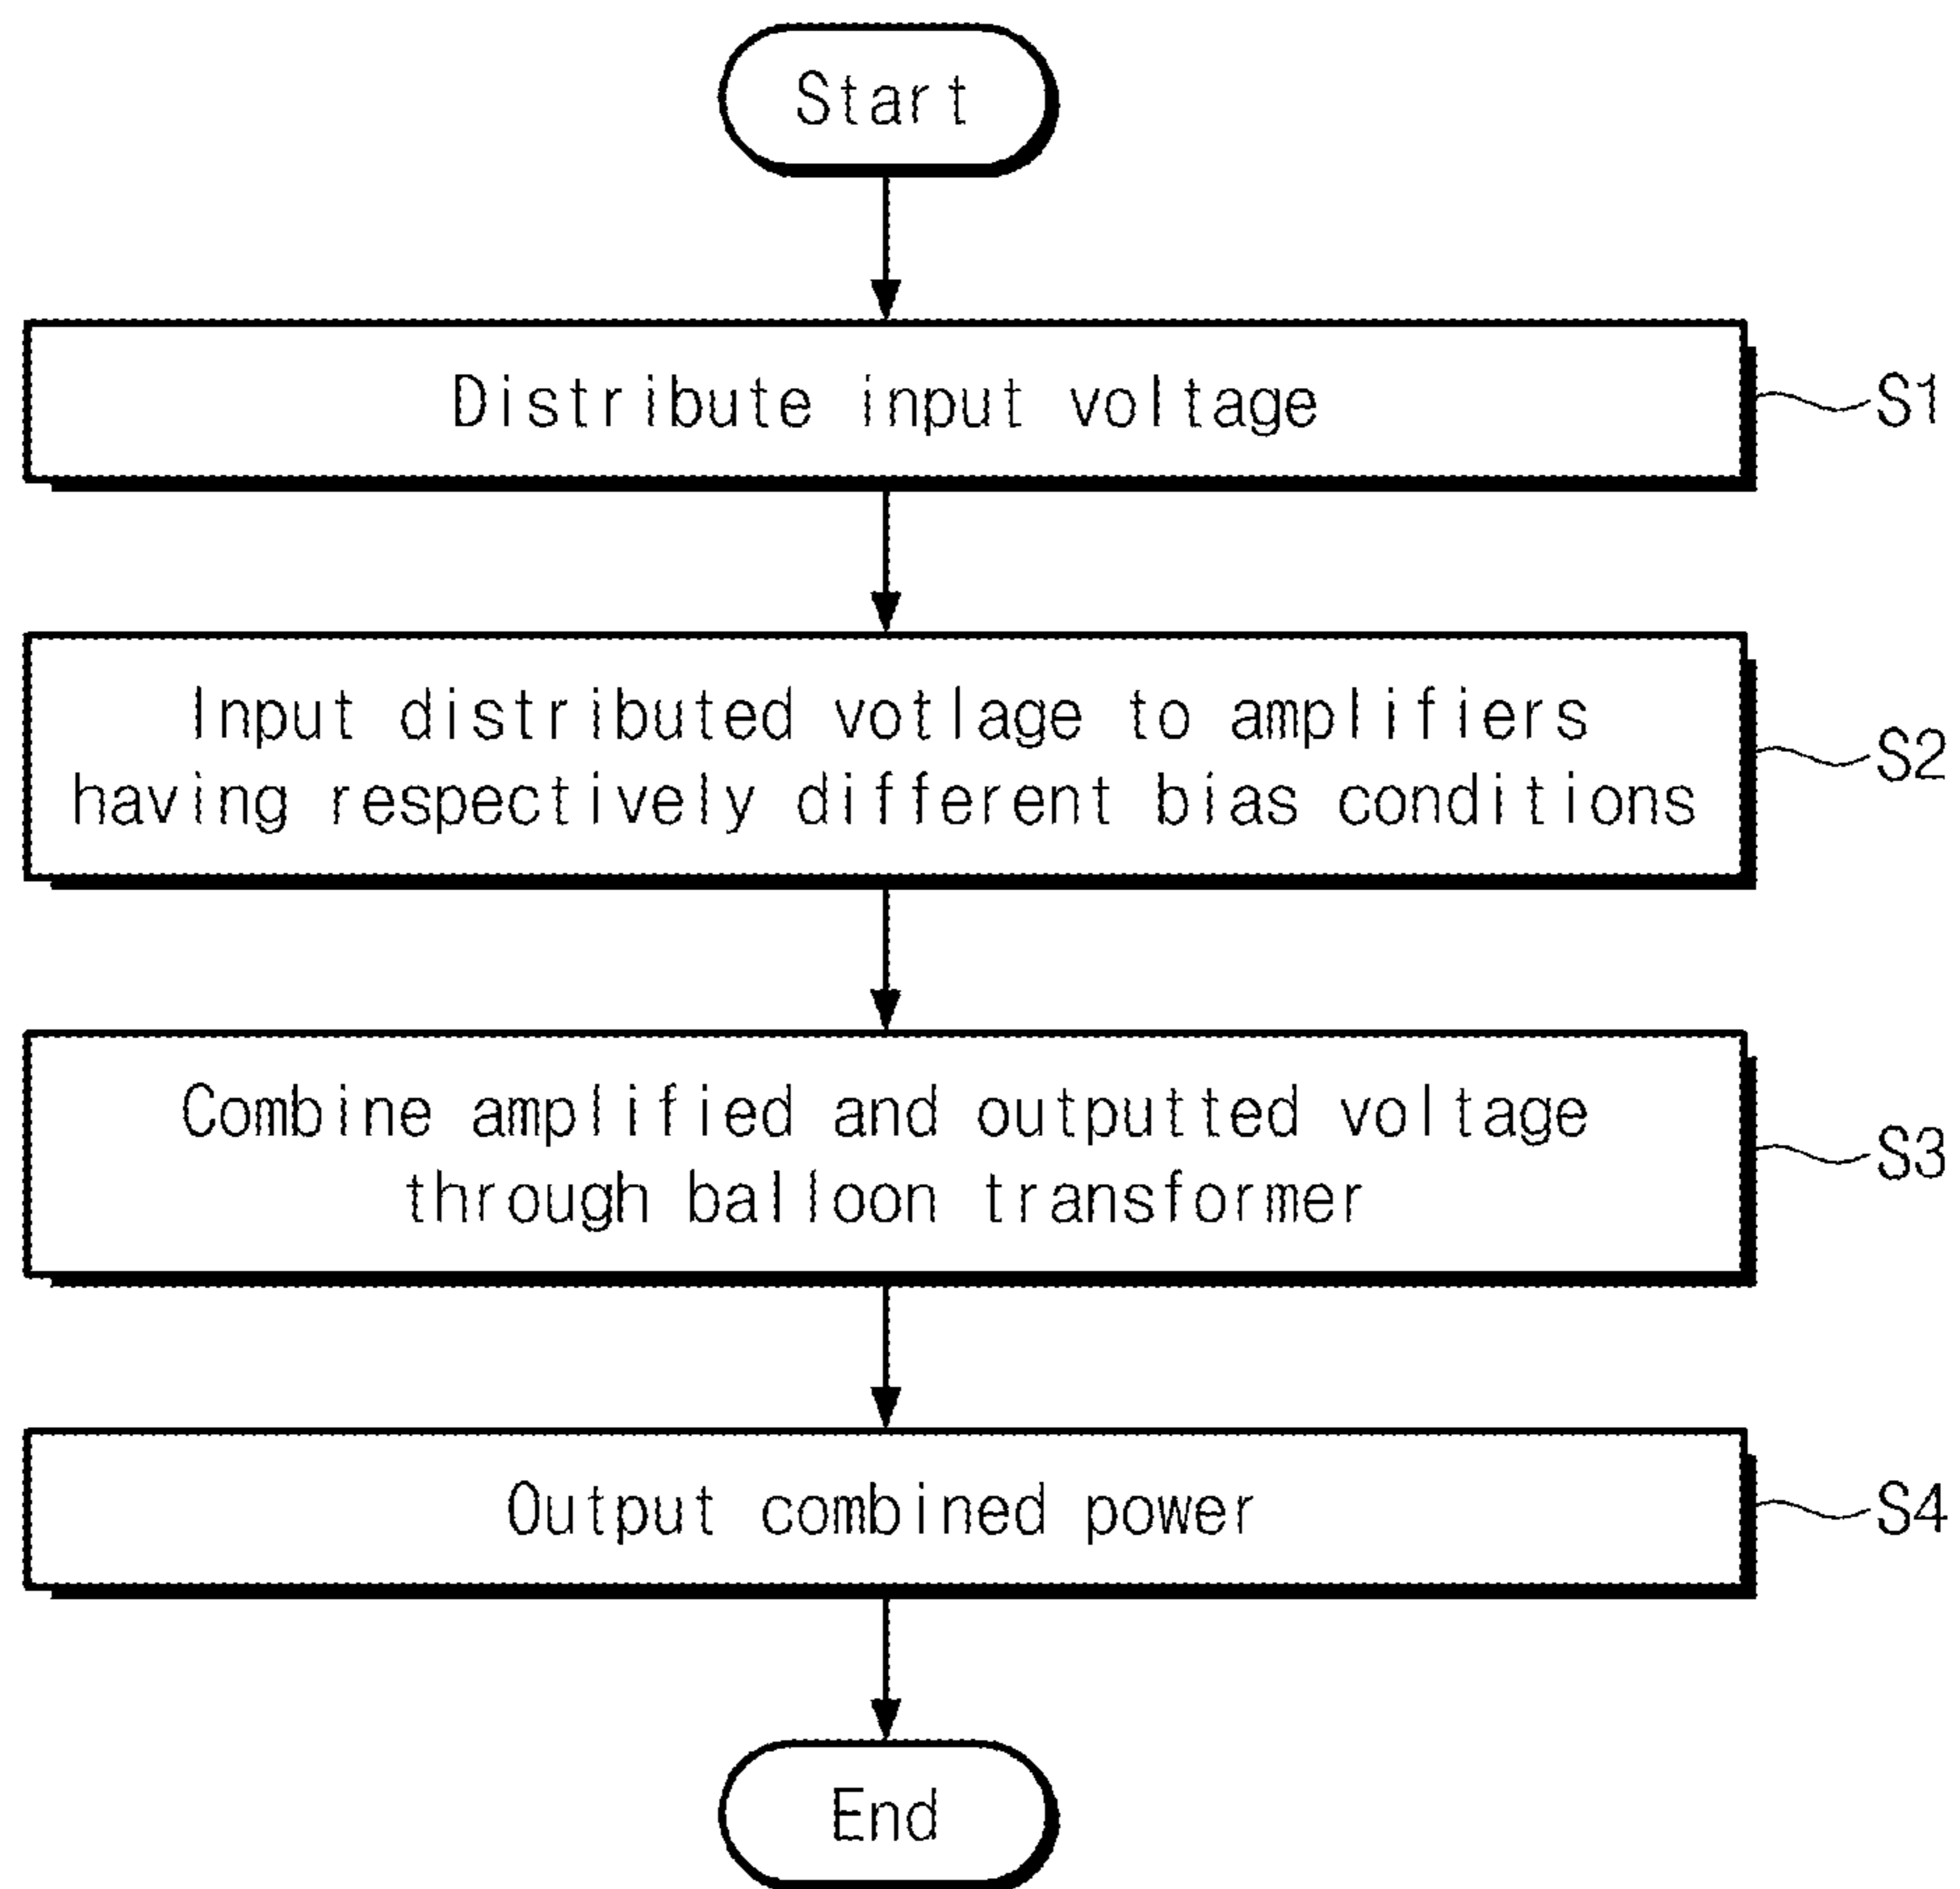 Start
Distribute input voltage
S1
Input distributed votlage to amplifiers
having respectively different bias conditions
S2
Combine amplified and outputted voltage
through balloon transformer
S3
Output combined power
S4
End